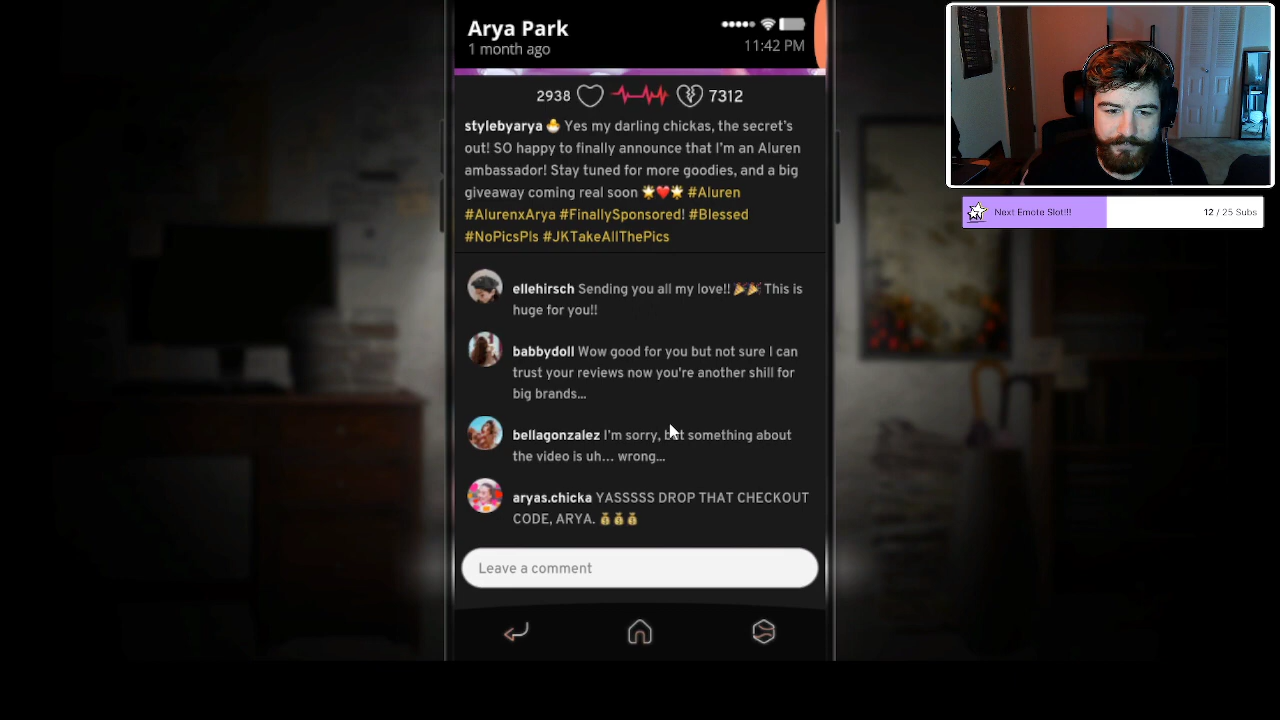 Arya Park
1 month ago
11:42 PM
2938
7312
stylebyarya 🐣 Yes my darling chickas, the secret's
out! SO happy to finally announce that I'm an Aluren
ambassador! Stay tuned for more goodies, and a big
giveaway coming real soon 🌟❤️🌟 #Aluren
#AlurenxArya #FinallySponsored! #Blessed
#NoPicsPls #JKTakeAllThePics
ellehirsch Sending you all my love!! 🎉🎉 This is
huge for you!!
babbydoll Wow good for you but not sure I can
trust your reviews now you're another shill for
big brands...
bellagonzalez I'm sorry, but something about
the video is uh... wrong...
aryas.chicka YASSSSS DROP THAT CHECKOUT
CODE, ARYA. 💰💰💰
Leave a comment
Next Emote Slot!!!
12 / 25 Subs